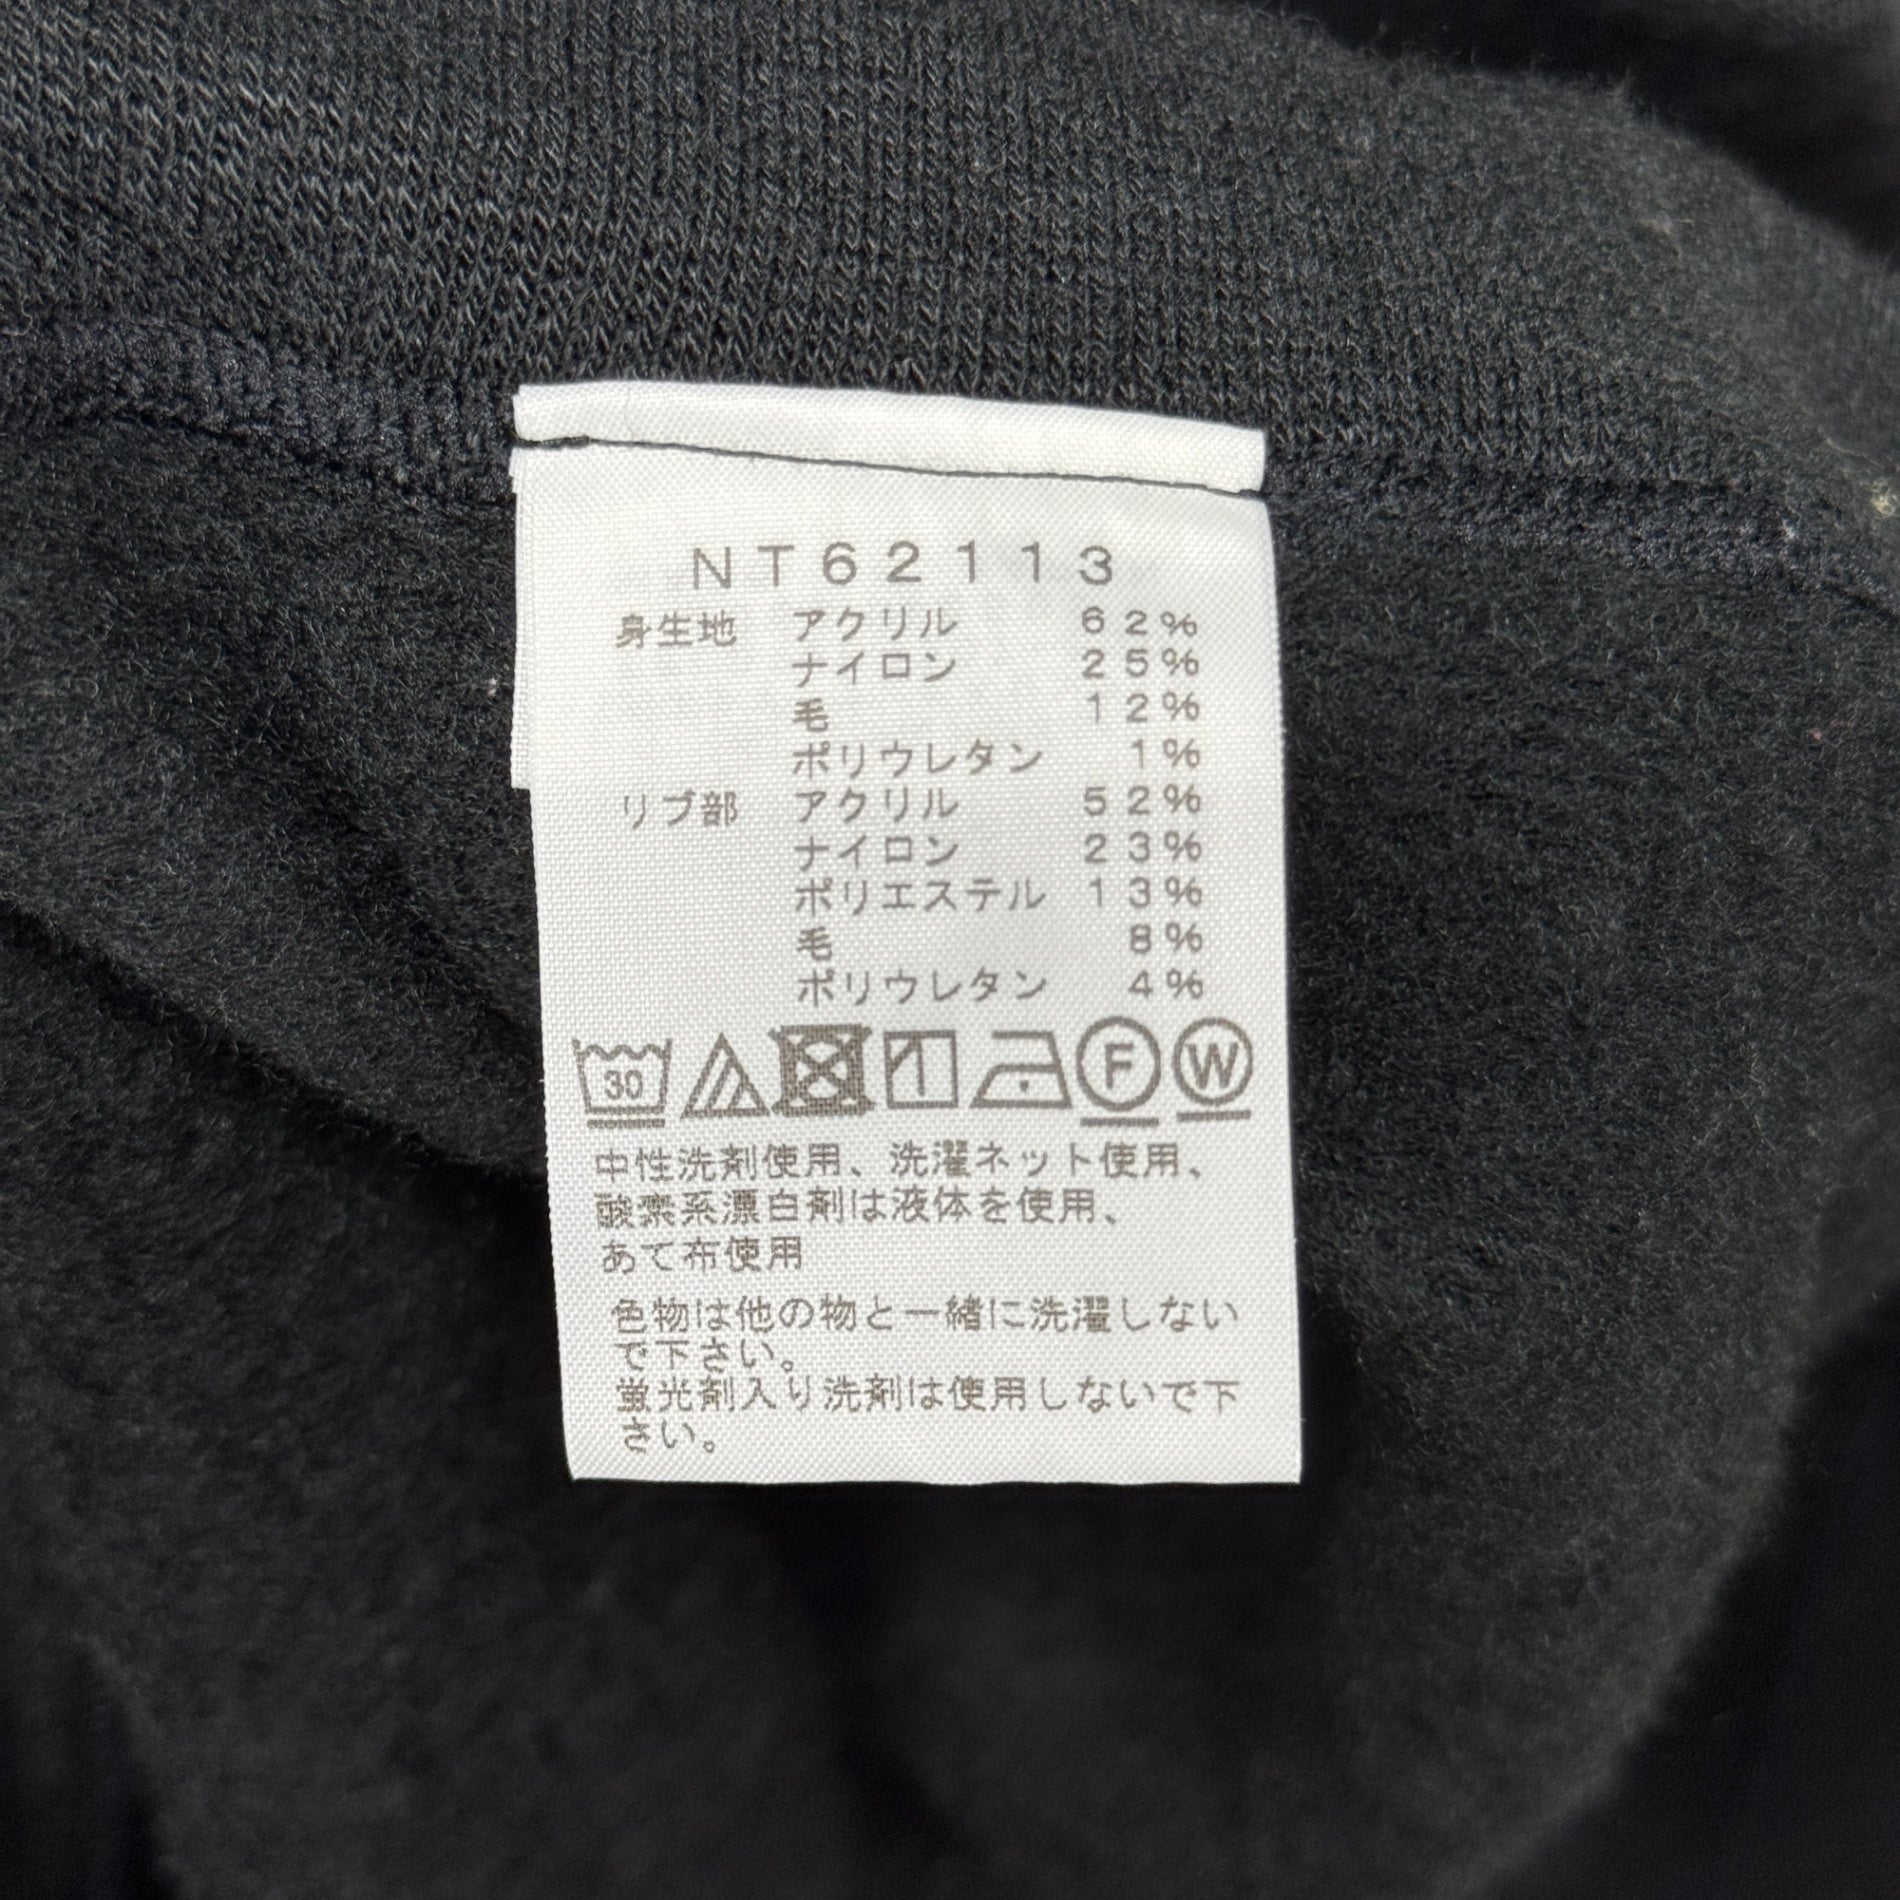 NT62113
身生地 アクリル 62%
ナイロン 25%
毛 12%
ポリウレタン 1%
リブ部 アクリル 52%
ナイロン 23%
ポリエステル 13%
毛 8%
ポリウレタン 4%
30 F W
中性洗剤使用、洗濯ネット使用、
酸素系漂白剤は液体を使用、
あて布使用
色物は他の物と一緒に洗濯しない
で下さい。
蛍光剤入り洗剤は使用しないで下
さい。